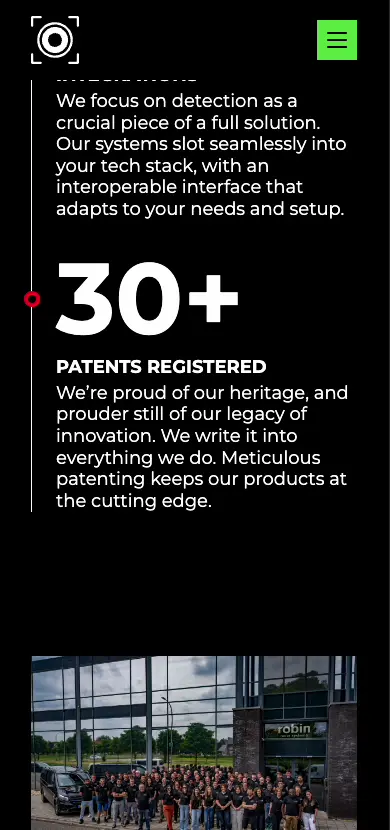 INTEGRATIONS
We focus on detection as a
crucial piece of a full solution.
Our systems slot seamlessly into
your tech stack, with an
interoperable interface that
adapts to your needs and setup.
30+
PATENTS REGISTERED
We’re proud of our heritage, and
prouder still of our legacy of
innovation. We write it into
everything we do. Meticulous
patenting keeps our products at
the cutting edge.
robin